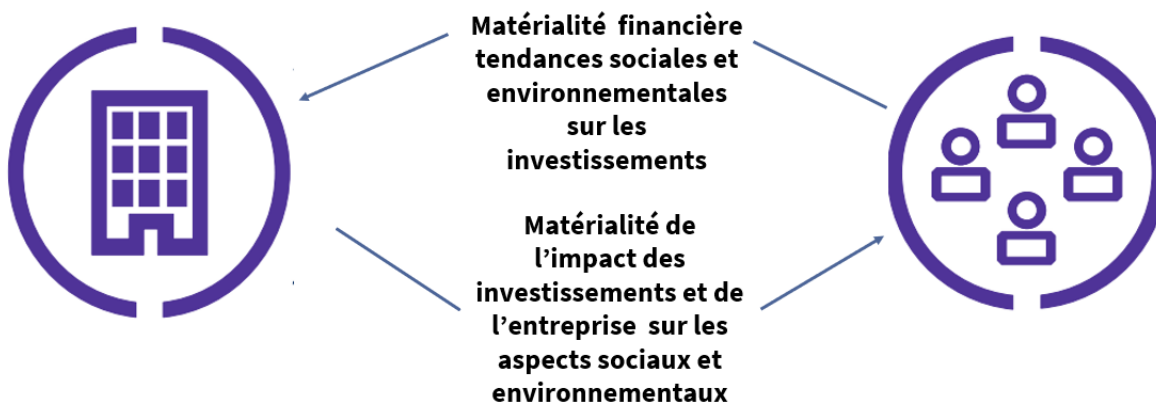 Matérialité financière
tendances sociales et
environnementales
sur les
investissements
Matérialité de
l’impact des
investissements et de
l’entreprise sur les
aspects sociaux et
environnementaux